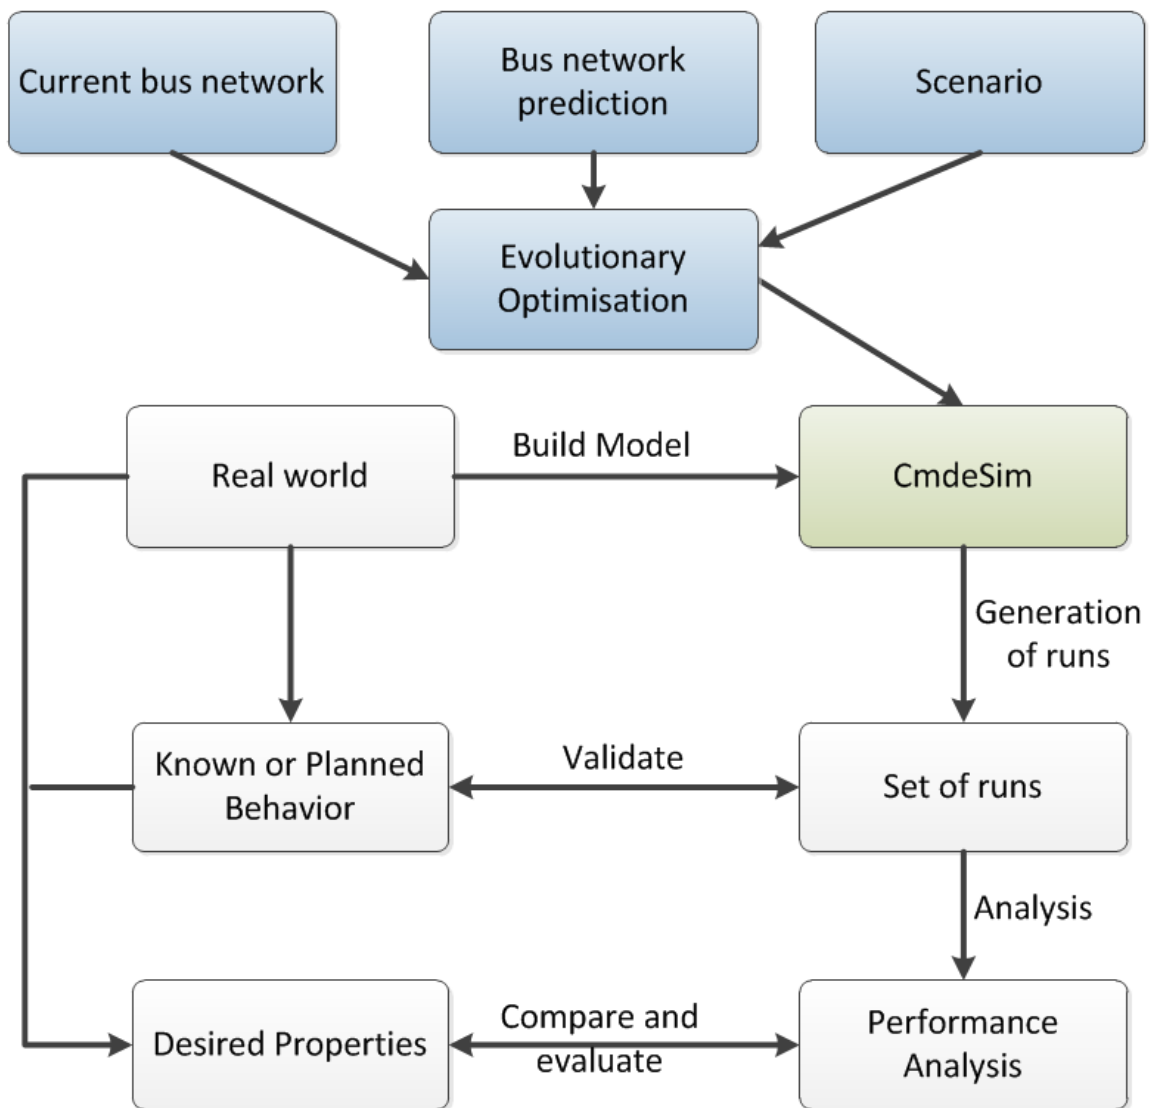 Current bus network
Bus network
prediction
Scenario
Evolutionary
Optimisation
Real world
Build Model
CmdeSim
Generation
of runs
Known or Planned
Behavior
Validate
Set of runs
Analysis
Desired Properties
Compare and
evaluate
Performance
Analysis